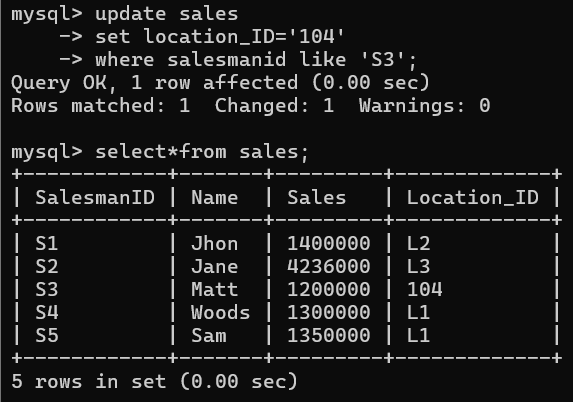 mysql> update sales
    -> set location_ID='104'
    -> where salesmanid like 'S3';
Query OK, 1 row affected (0.00 sec)
Rows matched: 1  Changed: 1  Warnings: 0

mysql> select*from sales;
+------------+-------+---------+-------------+
| SalesmanID | Name  | Sales   | Location_ID |
+------------+-------+---------+-------------+
| S1         | Jhon  | 1400000 | L2          |
| S2         | Jane  | 4236000 | L3          |
| S3         | Matt  | 1200000 | 104         |
| S4         | Woods | 1300000 | L1          |
| S5         | Sam   | 1350000 | L1          |
+------------+-------+---------+-------------+
5 rows in set (0.00 sec)